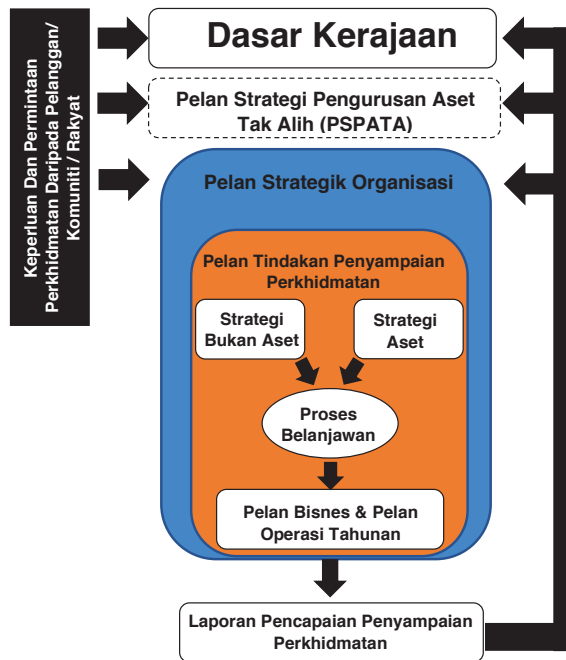 Keperluan Dan Permintaan
Perkhidmatan Daripada Pelanggan/
Komuniti / Rakyat
Dasar Kerajaan
Pelan Strategi Pengurusan Aset
Tak Alih (PSPATA)
Pelan Strategik Organisasi
Pelan Tindakan Penyampaian
Perkhidmatan
Strategi
Bukan Aset
Strategi
Aset
Proses
Belanjawan
Pelan Bisnes & Pelan
Operasi Tahunan
Laporan Pencapaian Penyampaian
Perkhidmatan